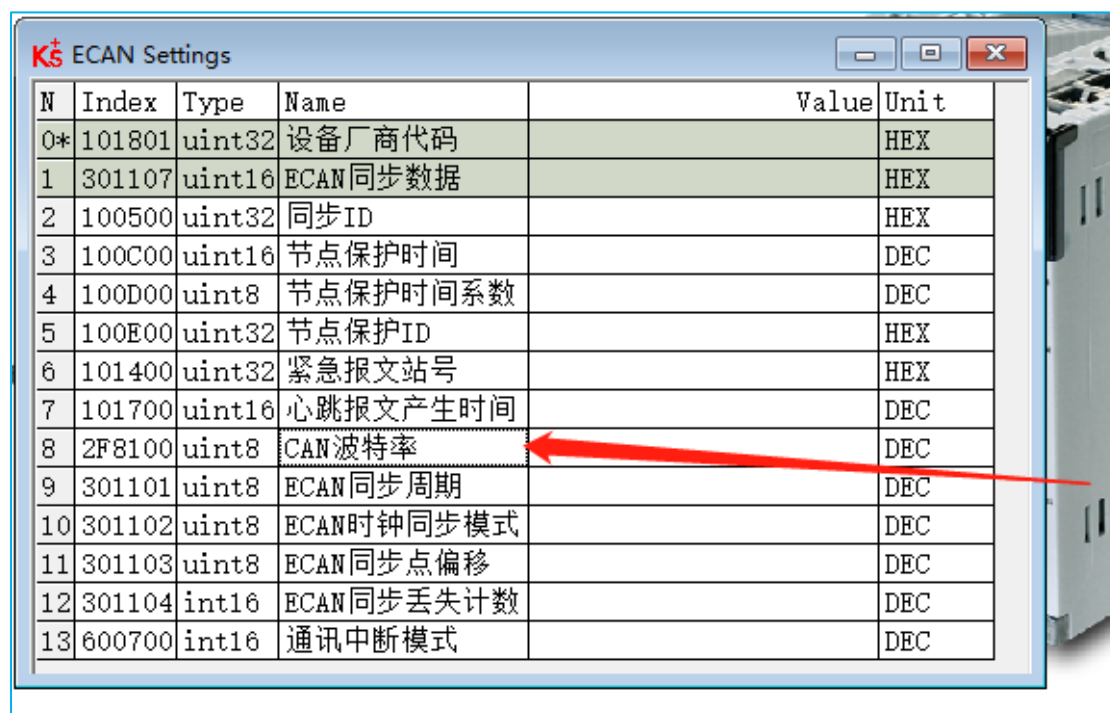 Kṡ ECAN Settings
N Index Type Name Value Unit
0* 101801 uint32 设备厂商代码 HEX
1 301107 uint16 ECAN同步数据 HEX
2 100500 uint32 同步ID HEX
3 100C00 uint16 节点保护时间 DEC
4 100D00 uint8 节点保护时间系数 DEC
5 100E00 uint32 节点保护ID HEX
6 101400 uint32 紧急报文站号 HEX
7 101700 uint16 心跳报文产生时间 DEC
8 2F8100 uint8 CAN波特率 DEC
9 301101 uint8 ECAN同步周期 DEC
10 301102 uint8 ECAN时钟同步模式 DEC
11 301103 uint8 ECAN同步点偏移 DEC
12 301104 int16 ECAN同步丢失计数 DEC
13 600700 int16 通讯中断模式 DEC